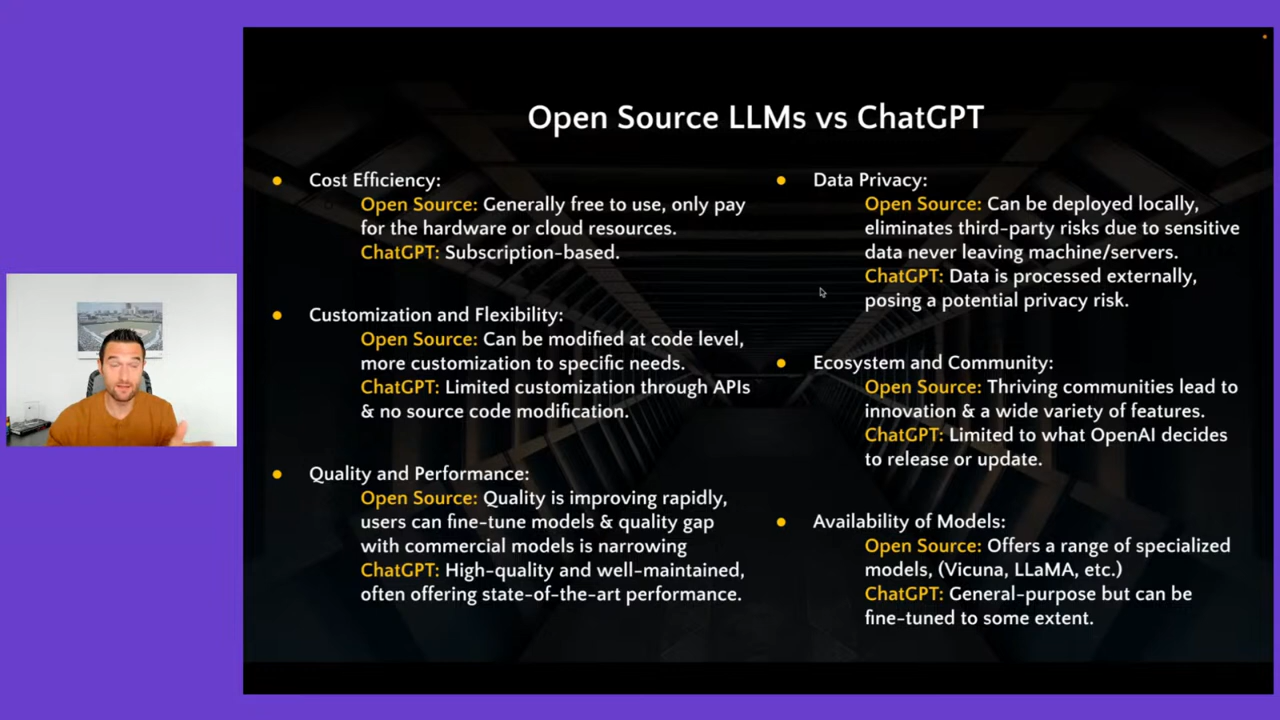 Open Source LLMs vs ChatGPT
Cost Efficiency:
Open Source: Generally free to use, only pay
for the hardware or cloud resources.
ChatGPT: Subscription-based.
Customization and Flexibility:
Open Source: Can be modified at code level,
more customization to specific needs.
ChatGPT: Limited customization through APIs
& no source code modification.
Quality and Performance:
Open Source: Quality is improving rapidly,
users can fine-tune models & quality gap
with commercial models is narrowing
ChatGPT: High-quality and well-maintained,
often offering state-of-the-art performance.
Data Privacy:
Open Source: Can be deployed locally,
eliminates third-party risks due to sensitive
data never leaving machine/servers.
ChatGPT: Data is processed externally,
posing a potential privacy risk.
Ecosystem and Community:
Open Source: Thriving communities lead to
innovation & a wide variety of features.
ChatGPT: Limited to what OpenAI decides
to release or update.
Availability of Models:
Open Source: Offers a range of specialized
models, (Vicuna, LLaMA, etc.)
ChatGPT: General-purpose but can be
fine-tuned to some extent.